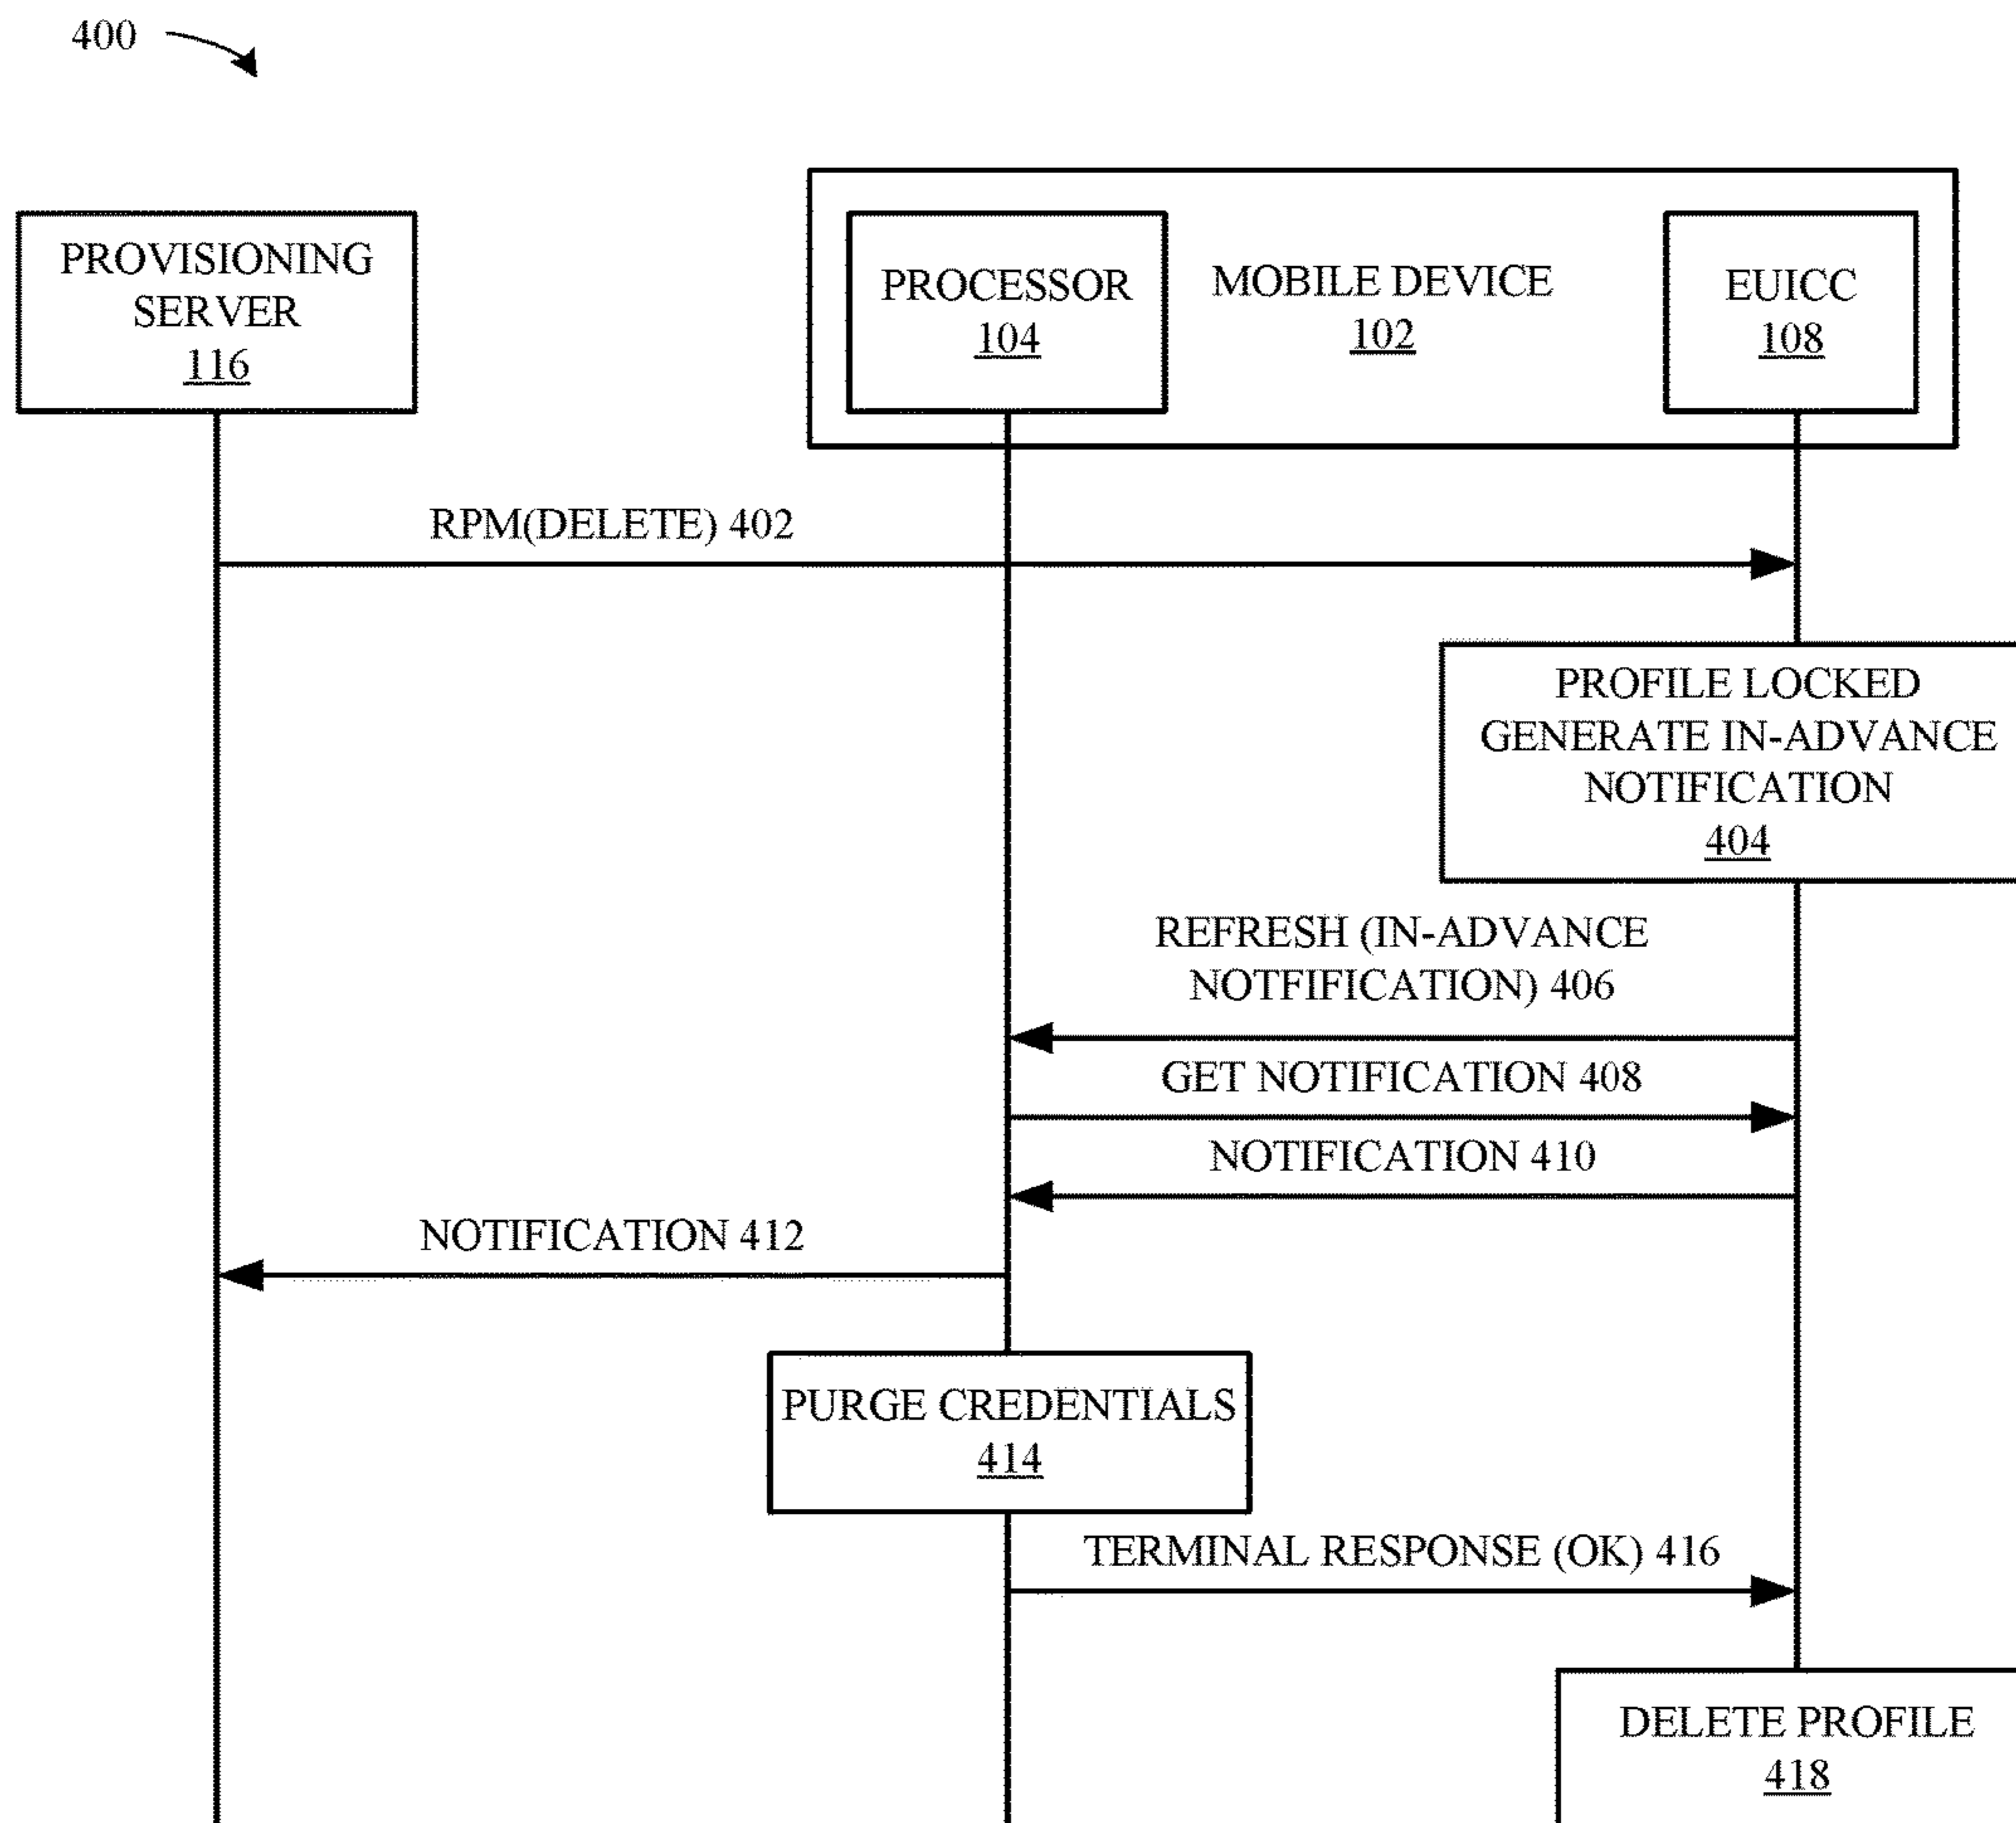 400
PROVISIONING
SERVER
116
PROCESSOR
104
MOBILE DEVICE
102
EUICC
108
RPM(DELETE) 402
PROFILE LOCKED
GENERATE IN-ADVANCE
NOTIFICATION
404
REFRESH (IN-ADVANCE
NOTFIFICATION) 406
GET NOTIFICATION 408
NOTIFICATION 410
NOTIFICATION 412
PURGE CREDENTIALS
414
TERMINAL RESPONSE (OK) 416
DELETE PROFILE
418